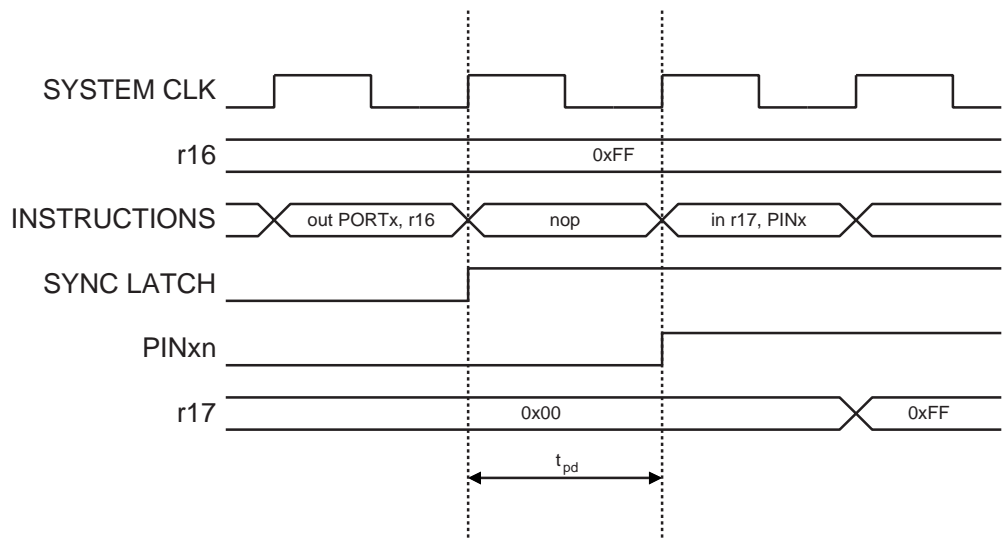 SYSTEM CLK
r16
0xFF
INSTRUCTIONS
out PORTx, r16
nop
in r17, PINx
SYNC LATCH
PINxn
r17
0x00
0xFF
tpd